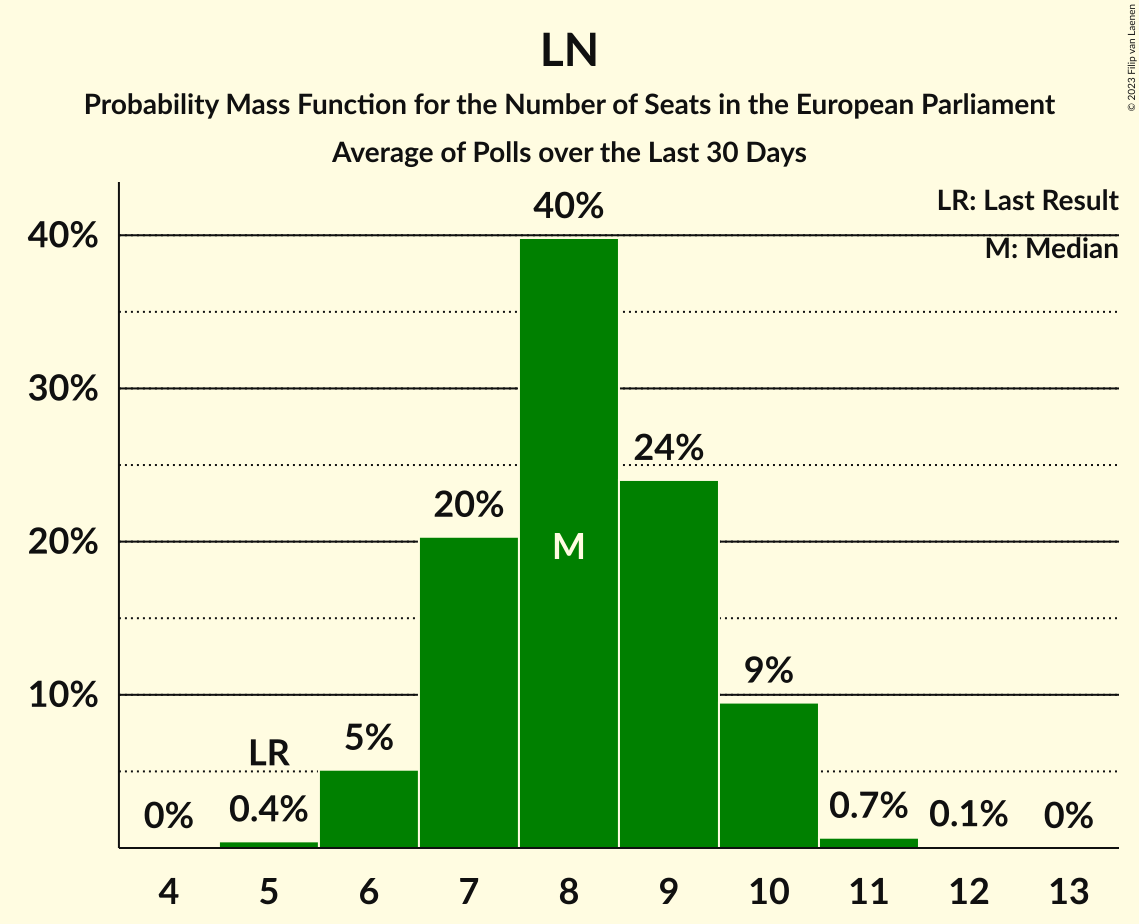 LN
Probability Mass Function for the Number of Seats in the European Parliament
Average of Polls over the Last 30 Days
© 2023 Filip van Laenen
LR: Last Result
M: Median
40%
30%
20%
10%
0%
LR
0.4%
5%
20%
40%
M
24%
9%
0.7%
0.1%
0%
4 5 6 7 8 9 10 11 12 13